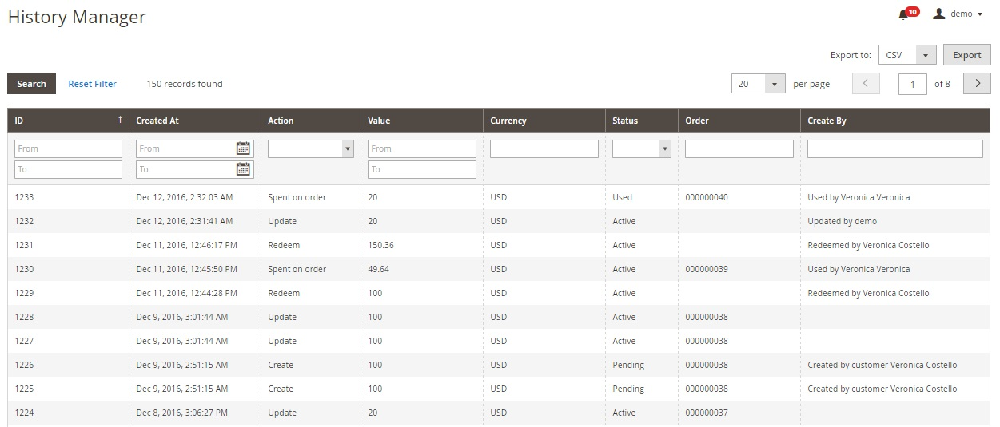 History Manager
10 demo
Export to: CSV Export
Search Reset Filter 150 records found 20 per page 1 of 8
ID ↑ Created At Action Value Currency Status Order Create By
From From From
To To To
1233 Dec 12, 2016, 2:32:03 AM Spent on order 20 USD Used 000000040 Used by Veronica Veronica
1232 Dec 12, 2016, 2:31:41 AM Update 20 USD Active Updated by demo
1231 Dec 11, 2016, 12:46:17 PM Redeem 150.36 USD Active Redeemed by Veronica Costello
1230 Dec 11, 2016, 12:45:50 PM Spent on order 49.64 USD Active 000000039 Used by Veronica Veronica
1229 Dec 11, 2016, 12:44:28 PM Redeem 100 USD Active Redeemed by Veronica Costello
1228 Dec 9, 2016, 3:01:44 AM Update 100 USD Active 000000038
1227 Dec 9, 2016, 3:01:44 AM Update 100 USD Active 000000038
1226 Dec 9, 2016, 2:51:15 AM Create 100 USD Pending 000000038 Created by customer Veronica Costello
1225 Dec 9, 2016, 2:51:15 AM Create 100 USD Pending 000000038 Created by customer Veronica Costello
1224 Dec 8, 2016, 3:06:27 PM Update 20 USD Active 000000037